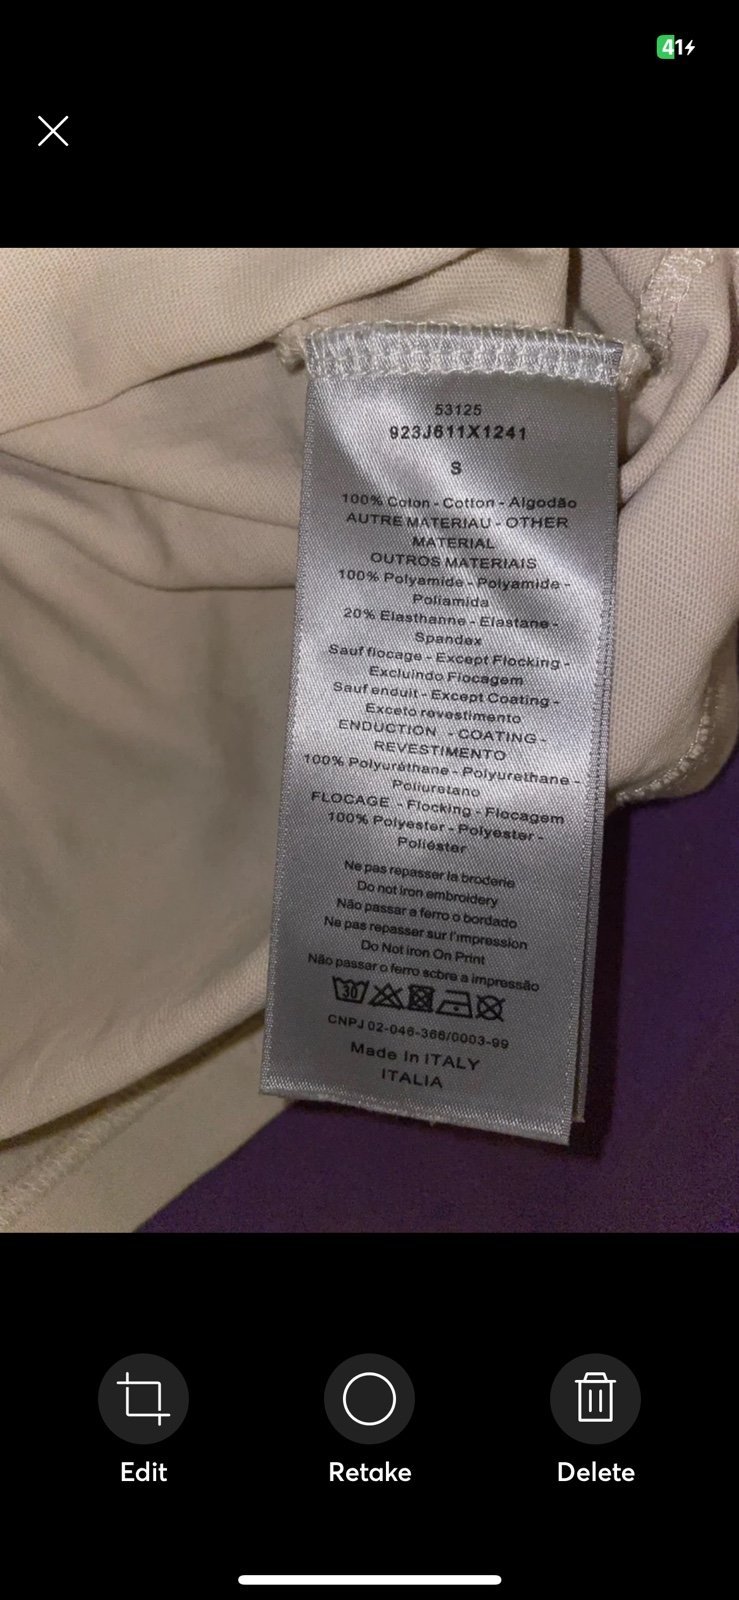 41
53125
923J611X1241
S
100% Coton - Cotton - Algodão
AUTRE MATERIAU - OTHER
MATERIAL
OUTROS MATERIAIS
100% Polyamide - Polyamide -
Poliamida
20% Elasthanne - Elastane -
Spandex
Sauf flocage - Except Flocking -
Excluindo Flocagem
Sauf enduit - Except Coating -
Exceto revestimento
ENDUCTION - COATING -
REVESTIMENTO
100% Polyuréthane - Polyurethane -
Poliuretano
FLOCAGE - Flocking - Flocagem
100% Polyester - Polyester -
Poliéster
Ne pas repasser la broderie
Do not iron embroidery
Não passar a ferro o bordado
Ne pas repasser sur l'impression
Do Not Iron On Print
Não passar o ferro sobre a impressão
30
CNPJ 02-046-366/0003-99
Made In ITALY
ITALIA
Edit
Retake
Delete